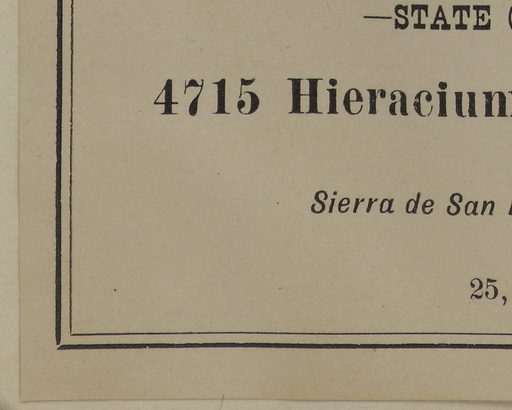 —STATE
4715 Hieracium
Sierra de San
25,